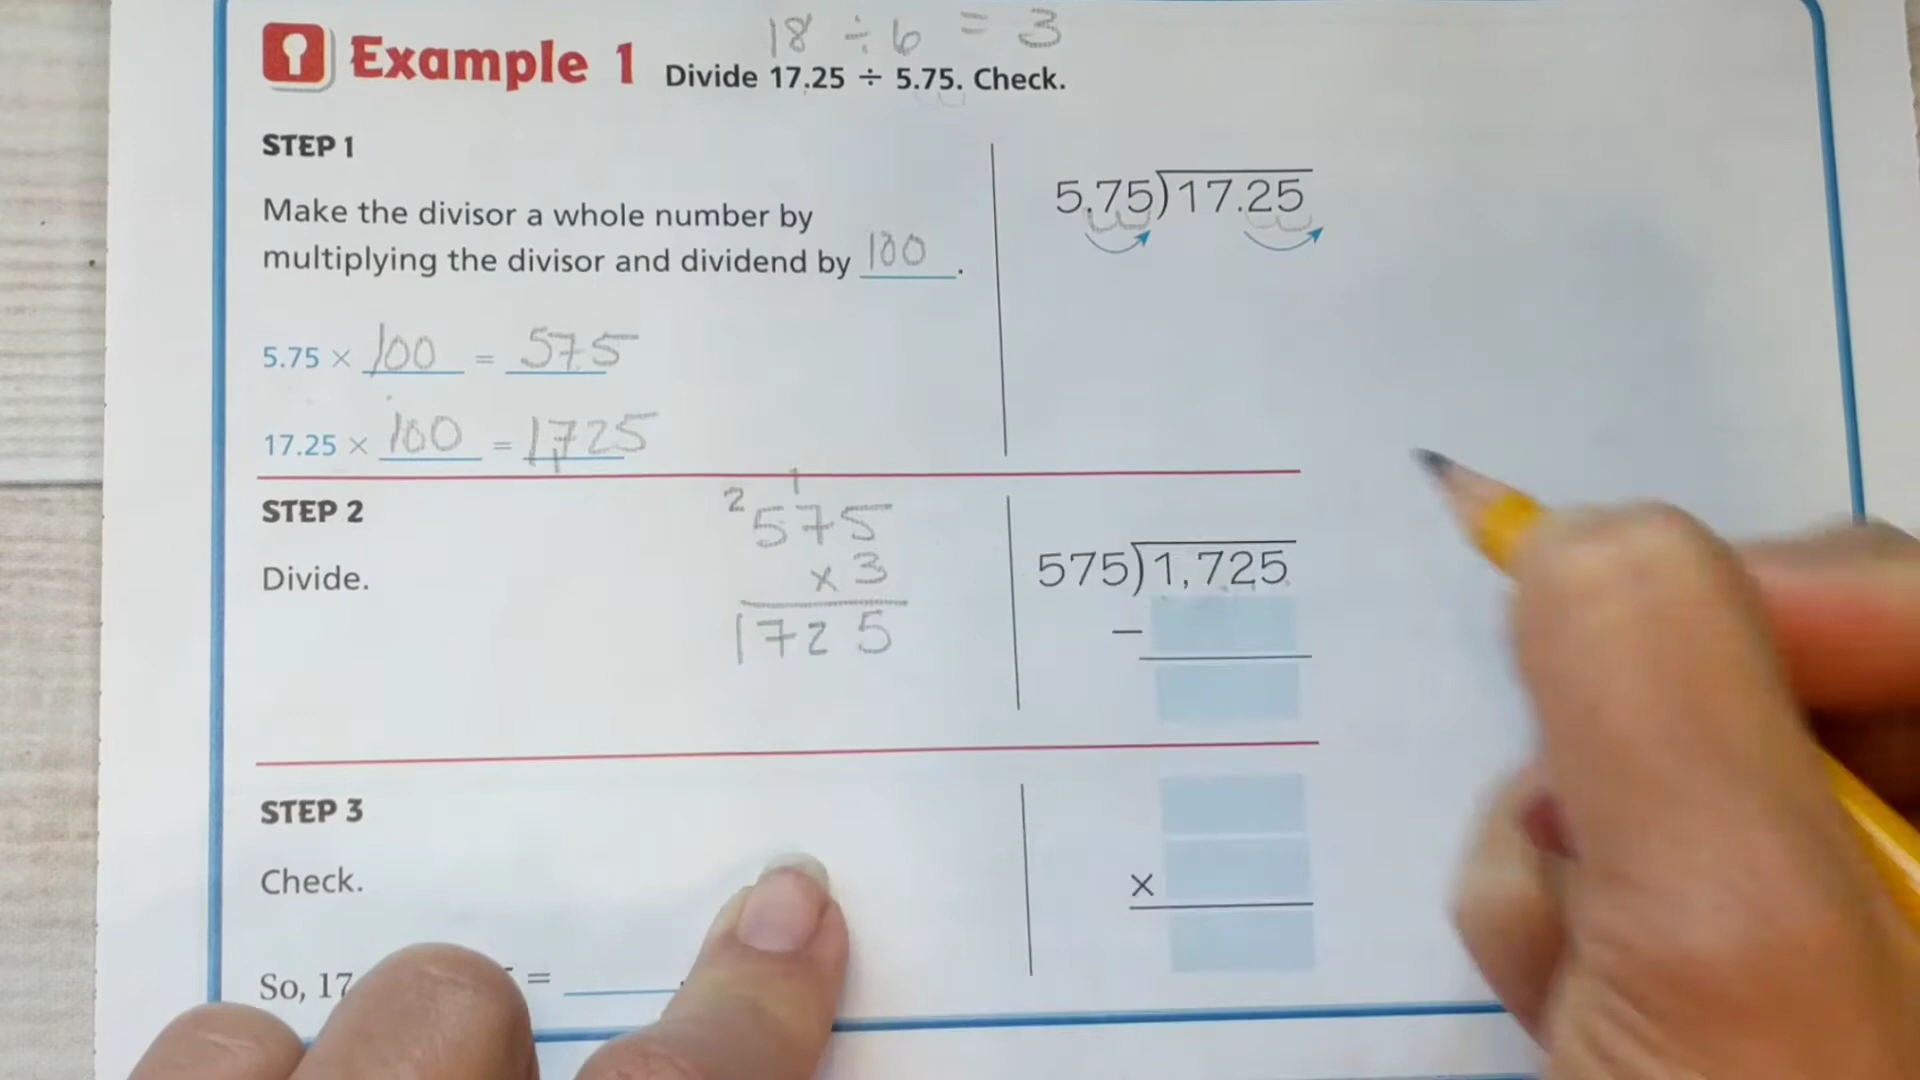 18 ÷ 6 = 3
Example 1 Divide 17.25 ÷ 5.75. Check.
STEP 1
Make the divisor a whole number by
multiplying the divisor and dividend by 100.
5.75 × 100 = 575
17.25 × 100 = 1,725
5.75)17.25
STEP 2
Divide.
2 1
575
x 3
1725
575)1,725
−
STEP 3
Check.
×
So, 17 = .